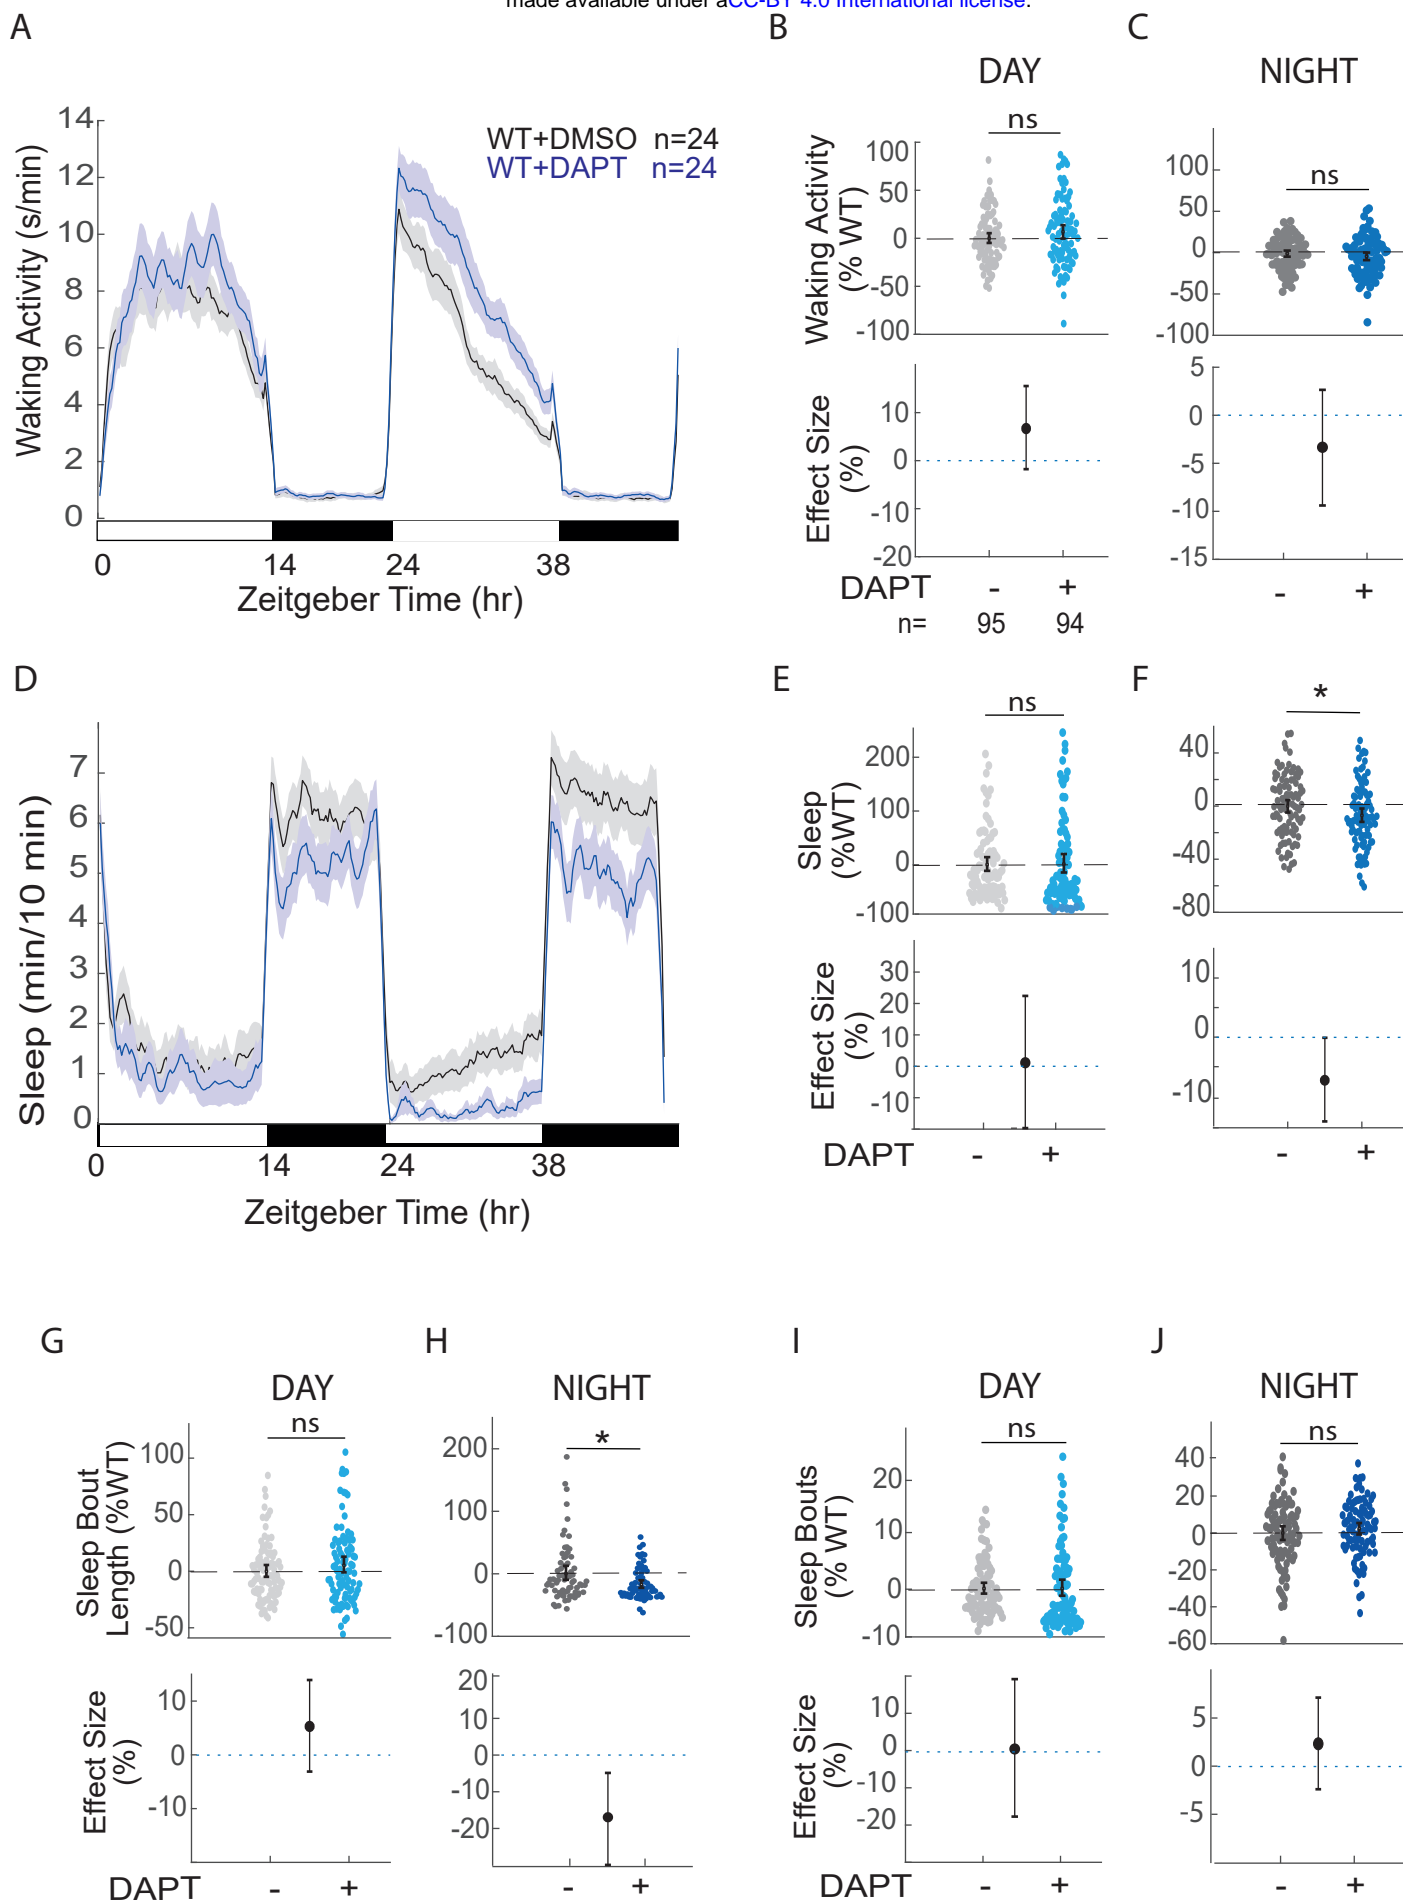 made available under aCC-BY 4.0 International license.
A
B
C
DAY
NIGHT
14
12
10
8
6
4
2
0
Waking Activity (s/min)
WT+DMSO n=24
WT+DAPT n=24
0
14
24
38
Zeitgeber Time (hr)
ns
100
50
0
-50
-100
Waking Activity
(% WT)
ns
100
50
0
-50
-100
10
0
-10
-20
Effect Size
(%)
5
0
-5
-10
-15
DAPT - +
n= 95 94
- +
D
E
F
7
6
5
4
3
2
1
0
Sleep (min/10 min)
0
14
24
38
Zeitgeber Time (hr)
ns
200
100
0
-100
Sleep
(%WT)
*
40
0
-40
-80
30
20
10
0
-10
Effect Size
(%)
10
0
-10
DAPT - +
- +
G
H
I
J
DAY
NIGHT
DAY
NIGHT
ns
100
50
0
-50
Sleep Bout
Length (%WT)
*
200
100
0
-100
ns
20
10
0
-10
Sleep Bouts
(% WT)
ns
40
20
0
-20
-40
-60
10
0
-10
Effect Size
(%)
20
10
0
-10
-20
10
0
-10
-20
Effect Size
(%)
5
0
-5
DAPT - +
- +
DAPT - +
- +